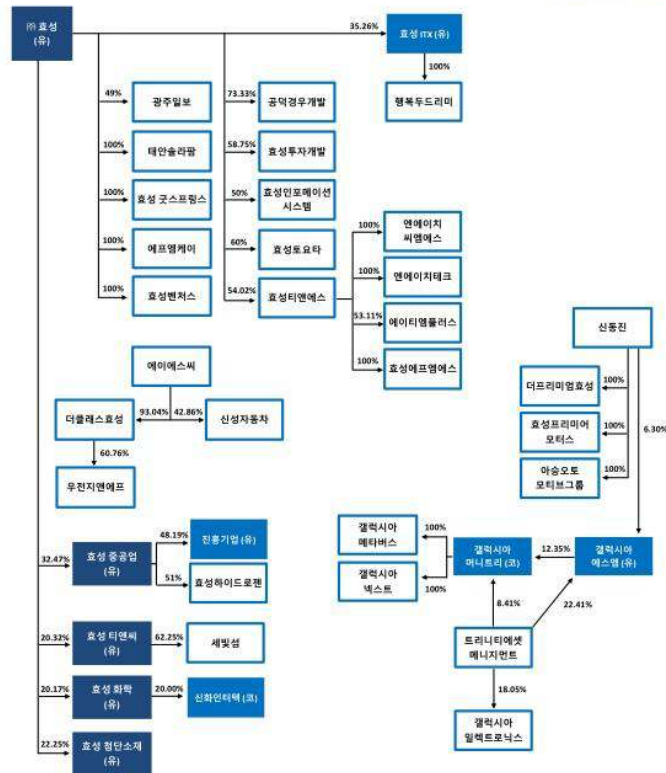 ㈜ 효성
(유)
35.26%
효성 ITX (유)
100%
행복두드리미
49%
광주일보
73.33%
공덕경우개발
100%
태안솔라팜
58.75%
효성투자개발
100%
효성 굿스프링스
50%
효성인포메이션
시스템
100%
에프엠케이
60%
효성토요타
100%
효성벤처스
54.02%
효성티앤에스
100%
엔에이치
씨엠에스
100%
엔에이치테크
53.11%
에이티엠플러스
100%
효성에프엠에스
신동진
100%
더프리미엄효성
100%
효성프리미어
모터스
100%
아승오토
모티브그룹
6.30%
에이에스씨
더클래스효성
93.04%
42.86%
신성자동차
60.76%
우전지앤에프
32.47%
효성 중공업
(유)
48.19%
진흥기업 (유)
51%
효성하이드로젠
20.32%
효성 티앤씨
(유)
62.25%
세빛섬
20.17%
효성 화학
(유)
20.00%
신화인터텍 (코)
22.25%
효성 첨단소재
(유)
갤럭시아
메타버스
100%
갤럭시아
넥스트
100%
갤럭시아
머니트리 (코)
12.35%
갤럭시아
에스엠 (유)
8.41%
22.41%
트리니티에셋
메니지먼트
18.05%
갤럭시아
일렉트로닉스